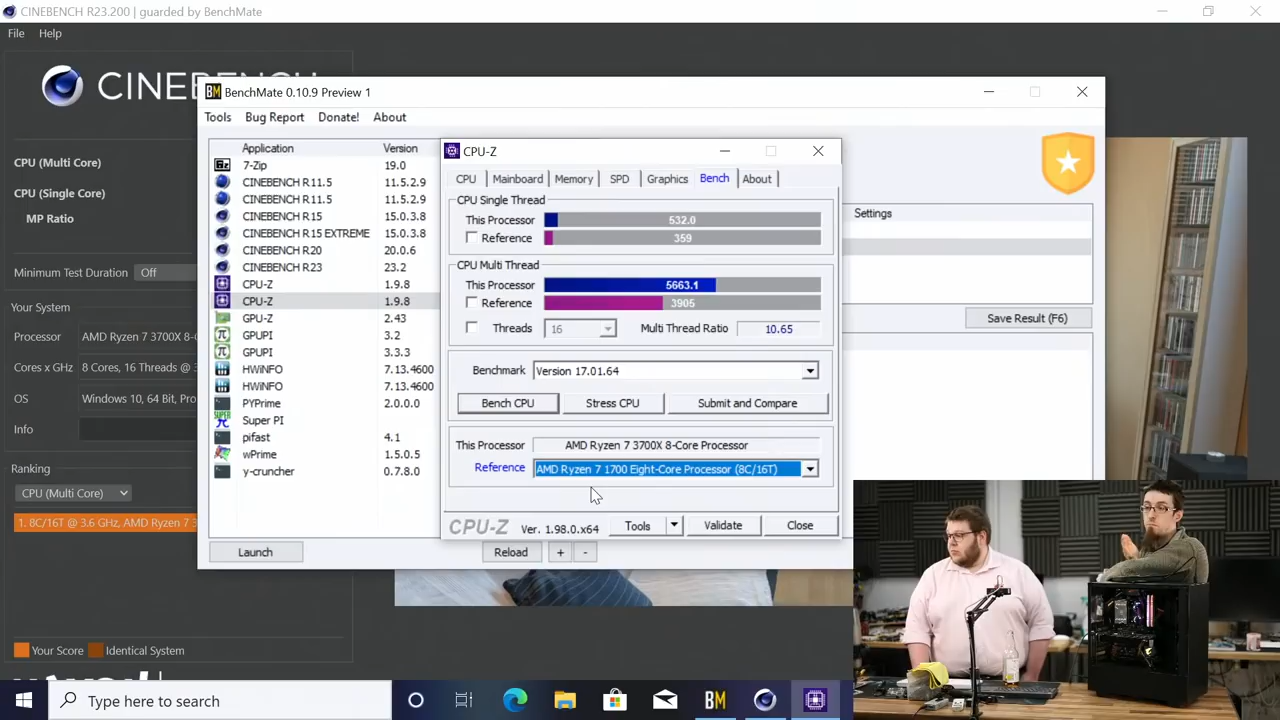 CINEBENCH R23.200 | guarded by BenchMate
File Help
CINE
CPU (Multi Core)
CPU (Single Core)
MP Ratio
Minimum Test Duration Off
Your System
Processor AMD Ryzen 7 3700X 8-C
Cores x GHz 8 Cores, 16 Threads @ 3
OS Windows 10, 64 Bit, Pro
Info
Ranking
CPU (Multi Core)
1. 8C/16T @ 3.6 GHz, AMD Ryzen 7 3
Your Score Identical System
BenchMate 0.10.9 Preview 1
Tools Bug Report Donate! About
Application Version
7-Zip 19.0
CINEBENCH R11.5 11.5.2.9
CINEBENCH R11.5 11.5.2.9
CINEBENCH R15 15.0.3.8
CINEBENCH R15 EXTREME 15.0.3.8
CINEBENCH R20 20.0.6
CINEBENCH R23 23.2
CPU-Z 1.9.8
CPU-Z 1.9.8
GPU-Z 2.43
GPUPI 3.2
GPUPI 3.3.3
HWiNFO 7.13.4600
HWiNFO 7.13.4600
PYPrime 2.0.0.0
Super PI
pifast 4.1
wPrime 1.5.0.5
y-cruncher 0.7.8.0
Launch
Reload + -
Settings
Save Result (F6)
CPU-Z
CPU Mainboard Memory SPD Graphics Bench About
CPU Single Thread
This Processor 532.0
Reference 359
CPU Multi Thread
This Processor 5663.1
Reference 3905
Threads 16 Multi Thread Ratio 10.65
Benchmark Version 17.01.64
Bench CPU Stress CPU Submit and Compare
This Processor AMD Ryzen 7 3700X 8-Core Processor
Reference AMD Ryzen 7 1700 Eight-Core Processor (8C/16T)
CPU-Z Ver. 1.98.0.x64 Tools Validate Close
Type here to search
BM